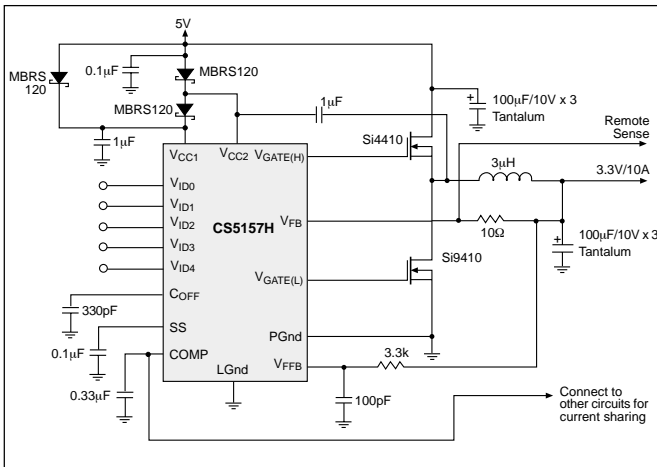 5V
MBRS
120
0.1μF
MBRS120
MBRS120
1μF
1μF
100μF/10V x 3
Tantalum
Remote
Sense
Si4410
3μH
3.3V/10A
VCC1
VCC2
VGATE(H)
VID0
VID1
VID2
VID3
VID4
CS5157H
VFB
10Ω
100μF/10V x 3
Tantalum
Si9410
VGATE(L)
COFF
330pF
SS
0.1μF
COMP
0.33μF
LGnd
PGnd
VFFB
3.3k
100pF
Connect to
other circuits for
current sharing